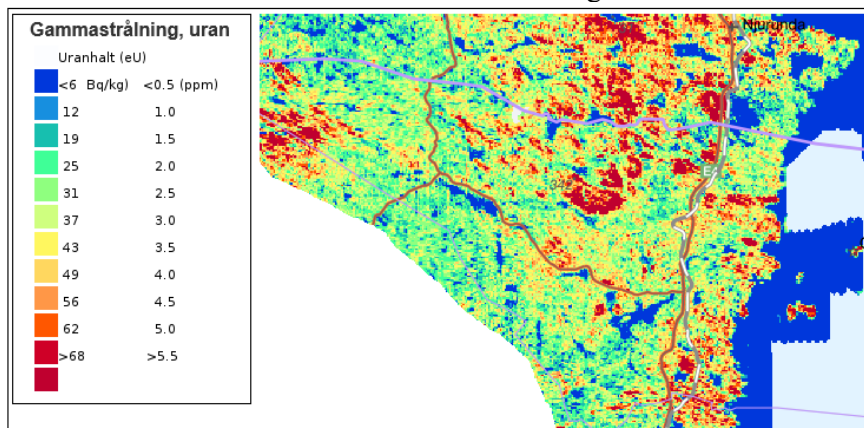 Gammastrålning, uran
Uranhalt (eU)
<6 Bq/kg) <0.5 (ppm)
12 1.0
19 1.5
25 2.0
31 2.5
37 3.0
43 3.5
49 4.0
56 4.5
62 5.0
>68 >5.5
Njurunda